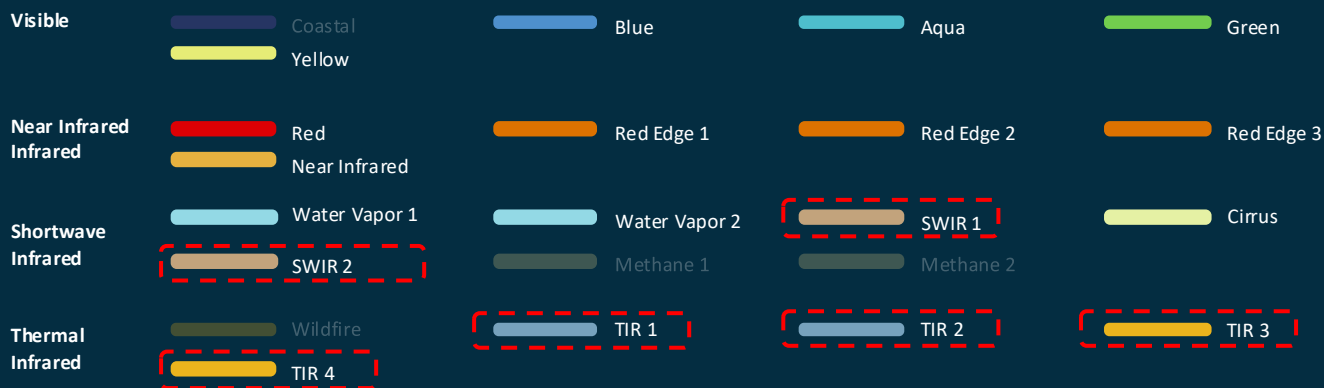 Visible
Coastal
Blue
Aqua
Green
Yellow
Near Infrared
Infrared
Red
Red Edge 1
Red Edge 2
Red Edge 3
Near Infrared
Shortwave
Infrared
Water Vapor 1
Water Vapor 2
SWIR 1
Cirrus
SWIR 2
Methane 1
Methane 2
Thermal
Infrared
Wildfire
TIR 1
TIR 2
TIR 3
TIR 4